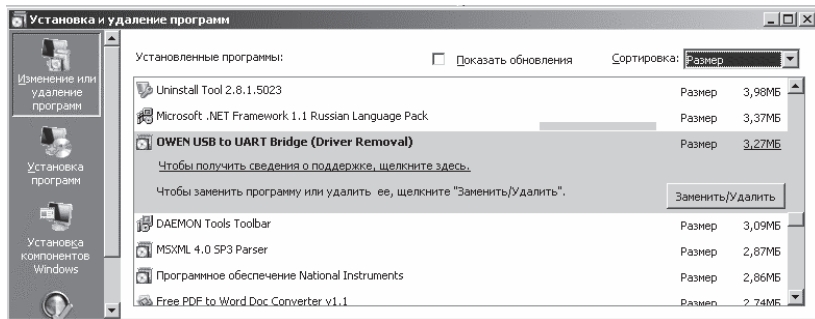 Установка и удаление программ
Изменение или
удаление
программ
Установка
программ
Установка
компонентов
Windows
Установленные программы:
Показать обновления
Сортировка: Размер
Uninstall Tool 2.8.1.5023 Размер 3,98МБ
Microsoft .NET Framework 1.1 Russian Language Pack Размер 3,37МБ
OWEN USB to UART Bridge (Driver Removal) Размер 3,27МБ
Чтобы получить сведения о поддержке, щелкните здесь.
Чтобы заменить программу или удалить ее, щелкните "Заменить/Удалить". Заменить/Удалить
DAEMON Tools Toolbar Размер 3,09МБ
MSXML 4.0 SP3 Parser Размер 2,87МБ
Программное обеспечение National Instruments Размер 2,86МБ
Free PDF to Word Doc Converter v1.1 Размер 2,74МБ